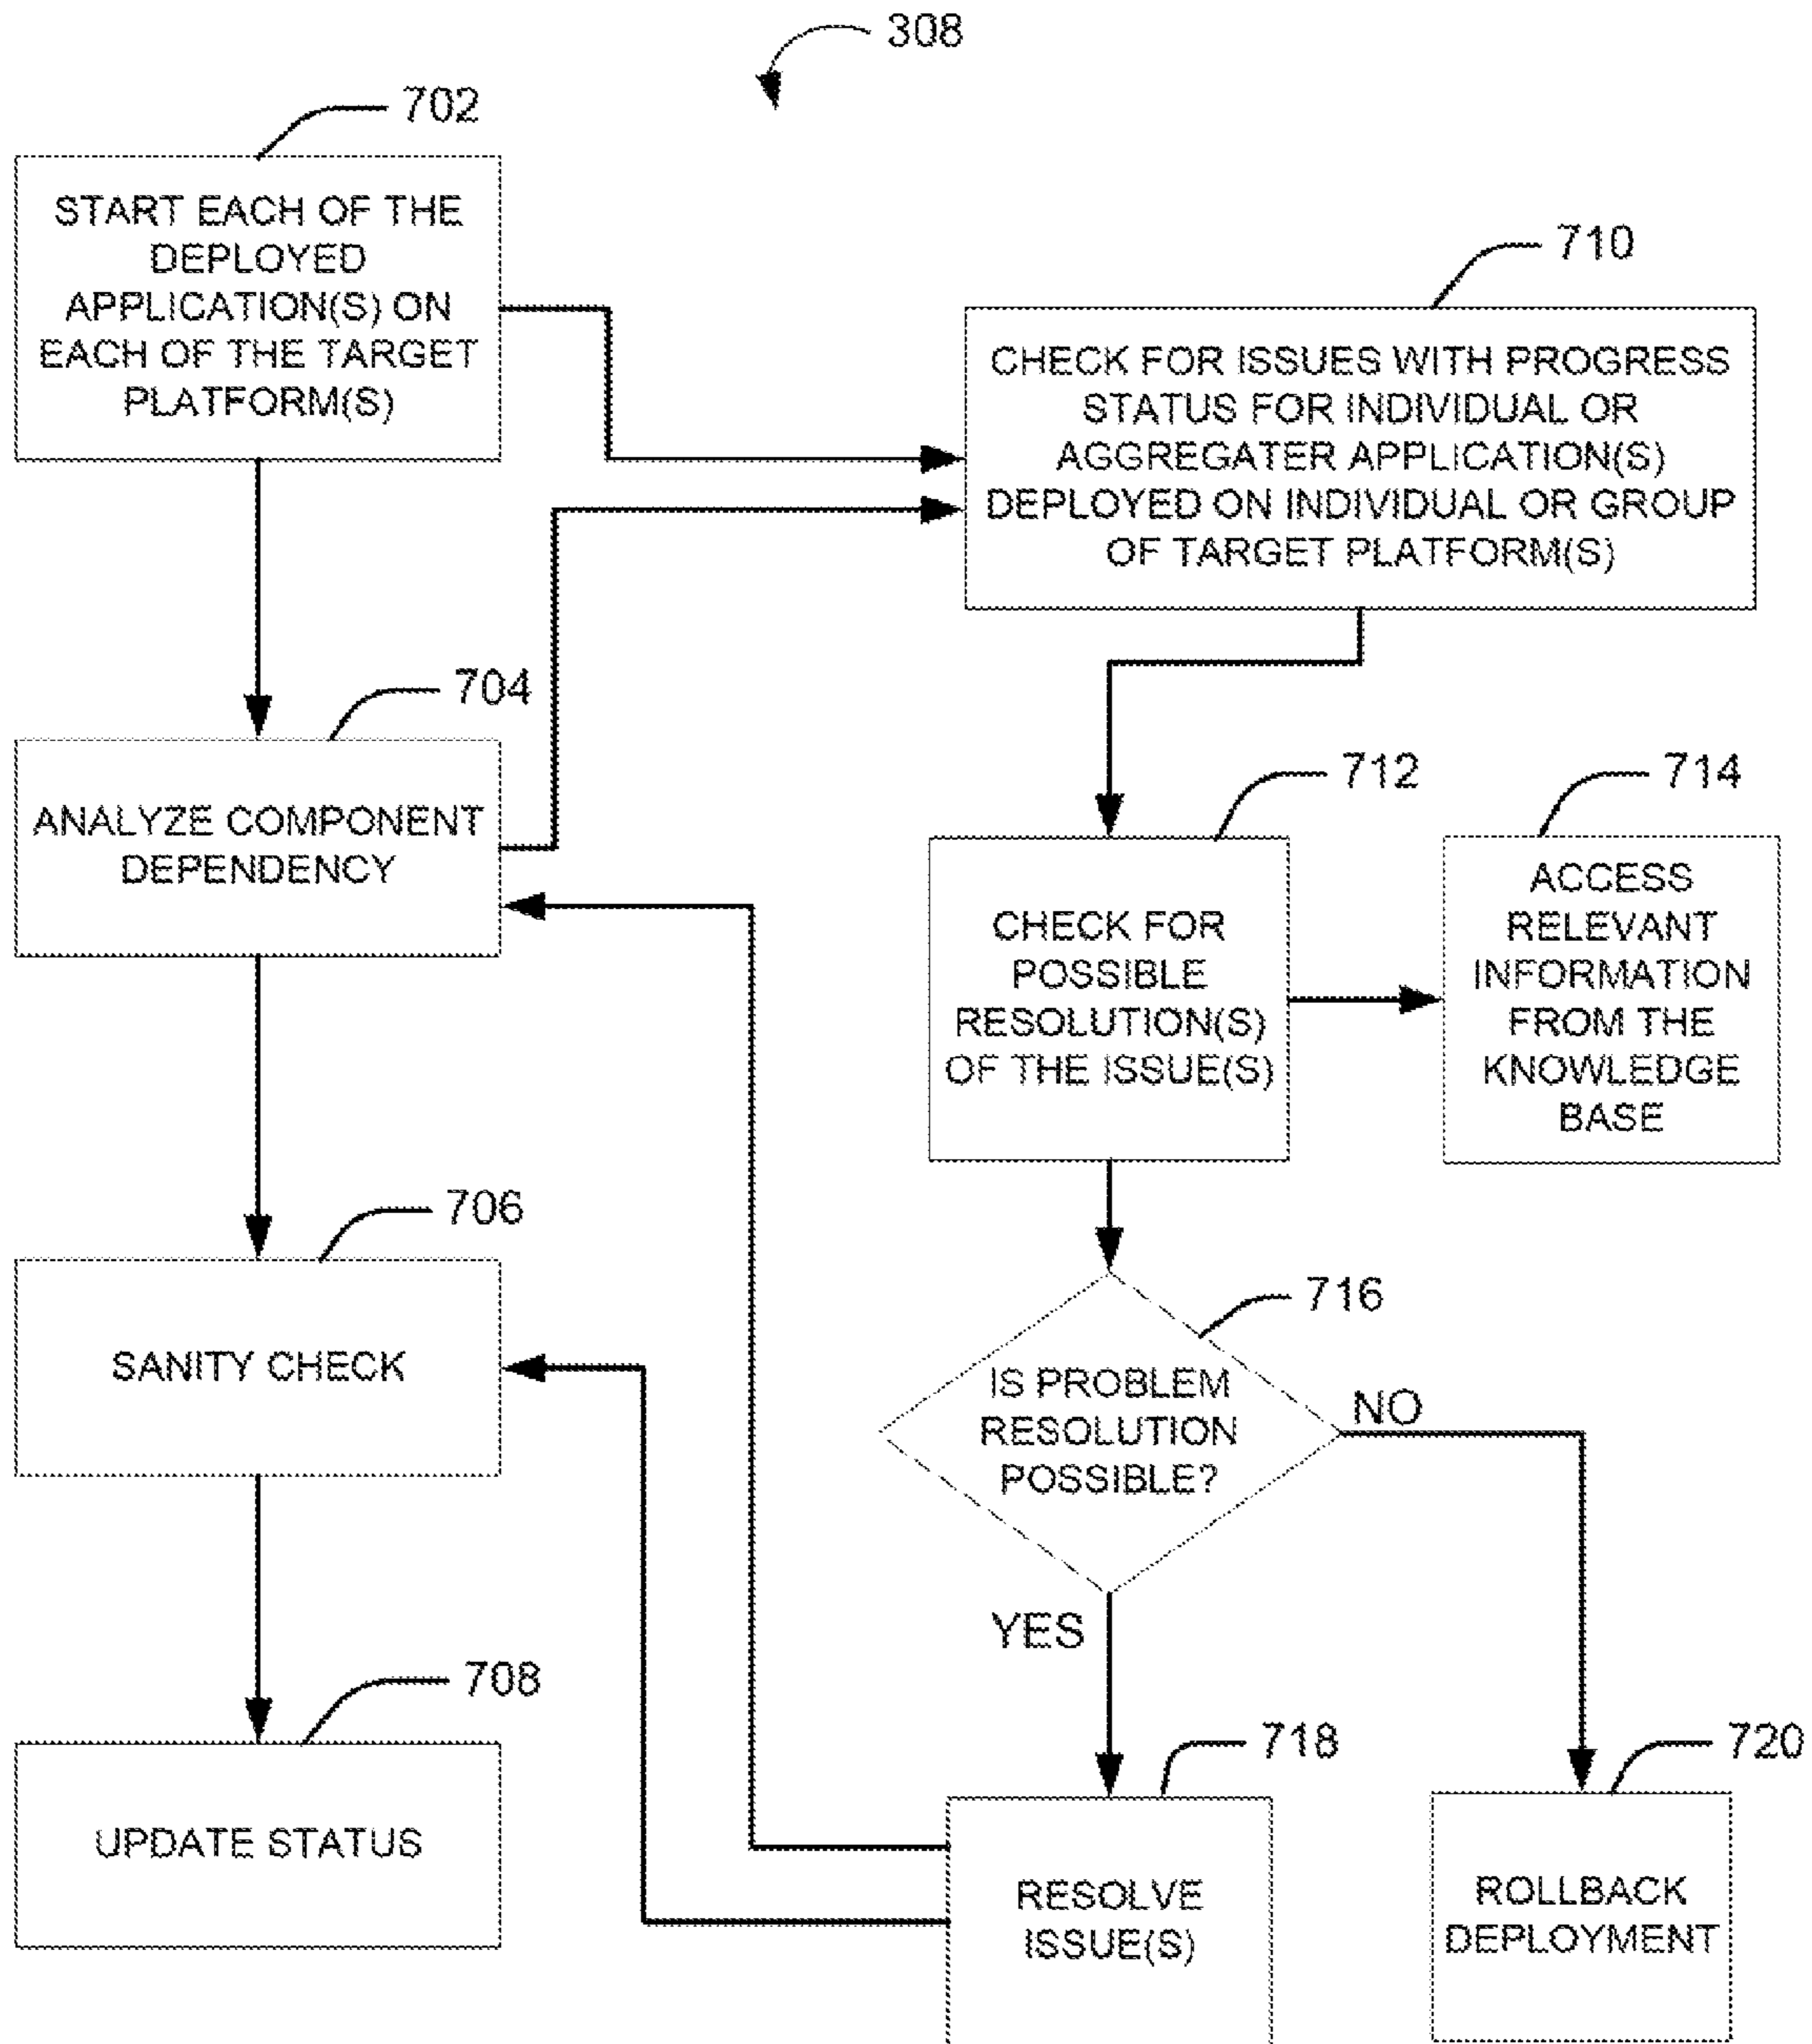 308
702
START EACH OF THE
DEPLOYED
APPLICATION(S) ON
EACH OF THE TARGET
PLATFORM(S)
710
CHECK FOR ISSUES WITH PROGRESS
STATUS FOR INDIVIDUAL OR
AGGREGATER APPLICATION(S)
DEPLOYED ON INDIVIDUAL OR GROUP
OF TARGET PLATFORM(S)
704
ANALYZE COMPONENT
DEPENDENCY
712
CHECK FOR
POSSIBLE
RESOLUTION(S)
OF THE ISSUE(S)
714
ACCESS
RELEVANT
INFORMATION
FROM THE
KNOWLEDGE
BASE
706
SANITY CHECK
716
IS PROBLEM
RESOLUTION
POSSIBLE?
NO
YES
708
UPDATE STATUS
718
RESOLVE
ISSUE(S)
720
ROLLBACK
DEPLOYMENT